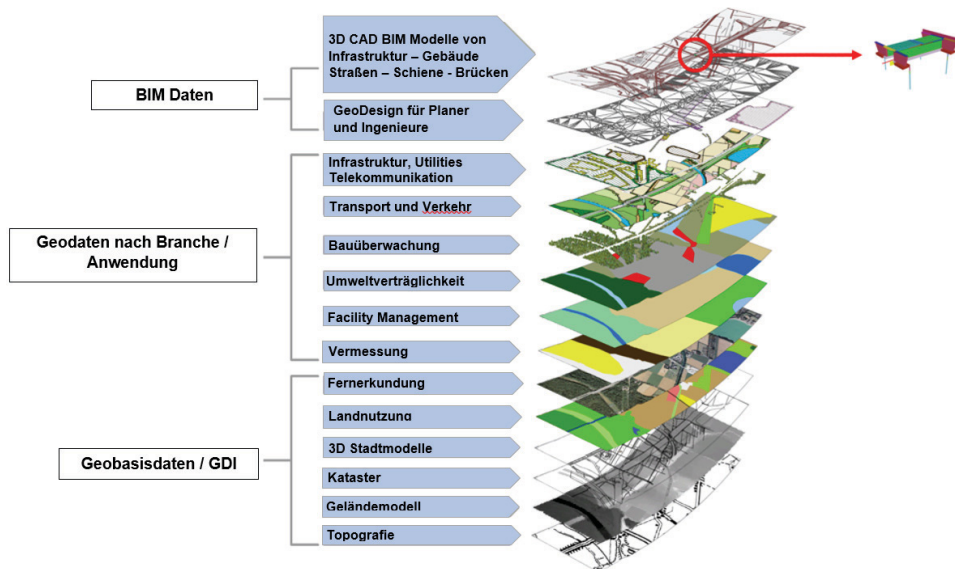 3D CAD BIM Modelle von
Infrastruktur – Gebäude
Straßen – Schiene - Brücken
BIM Daten
GeoDesign für Planer
und Ingenieure
Infrastruktur, Utilities
Telekommunikation
Transport und Verkehr
Geodaten nach Branche /
Anwendung
Bauüberwachung
Umweltverträglichkeit
Facility Management
Vermessung
Fernerkundung
Landnutzung
3D Stadtmodelle
Geobasisdaten / GDI
Kataster
Geländemodell
Topografie